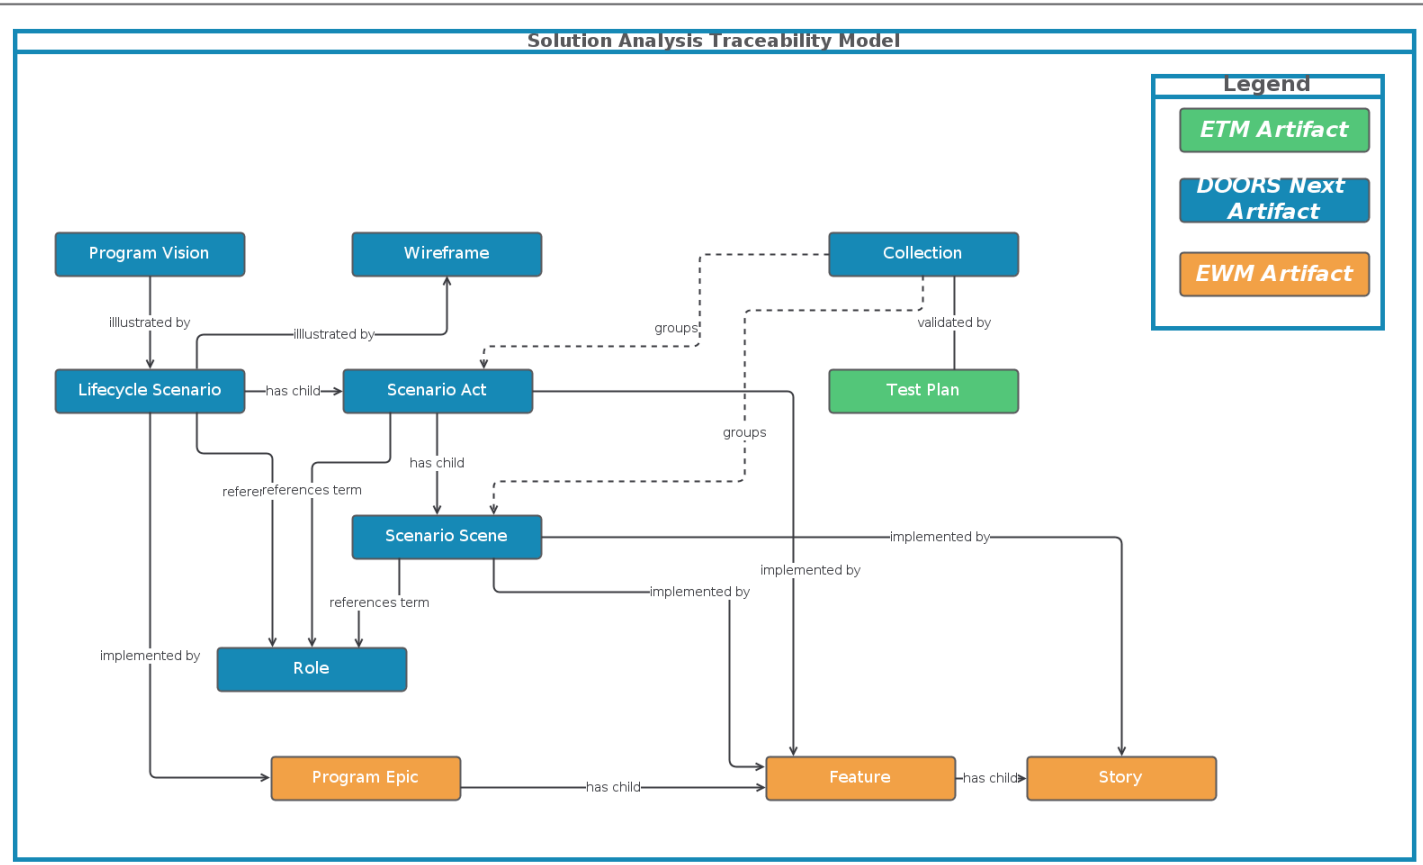 Solution Analysis Traceability Model
Legend
ETM Artifact
DOORS Next
Artifact
EWM Artifact
Program Vision
Wireframe
Collection
illlustrated by
illlustrated by
groups
validated by
Lifecycle Scenario
has child
Scenario Act
Test Plan
groups
has child
references term
Scenario Scene
implemented by
implemented by
implemented by
references term
implemented by
Role
Program Epic
has child
Feature
has child
Story